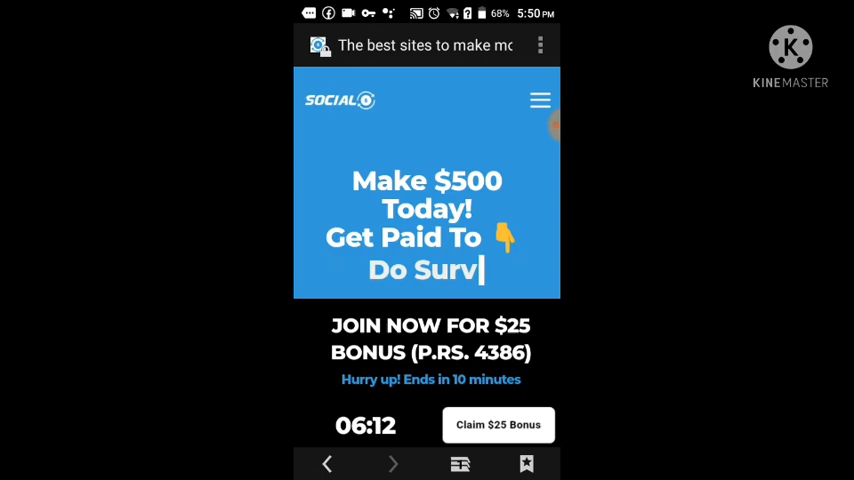 68% 5:50 PM
The best sites to make mo
SOCIAL
K
KINEMASTER
Make $500
Today!
Get Paid To 👇
Do Surv
JOIN NOW FOR $25
BONUS (P.RS. 4386)
Hurry up! Ends in 10 minutes
06:12
Claim $25 Bonus